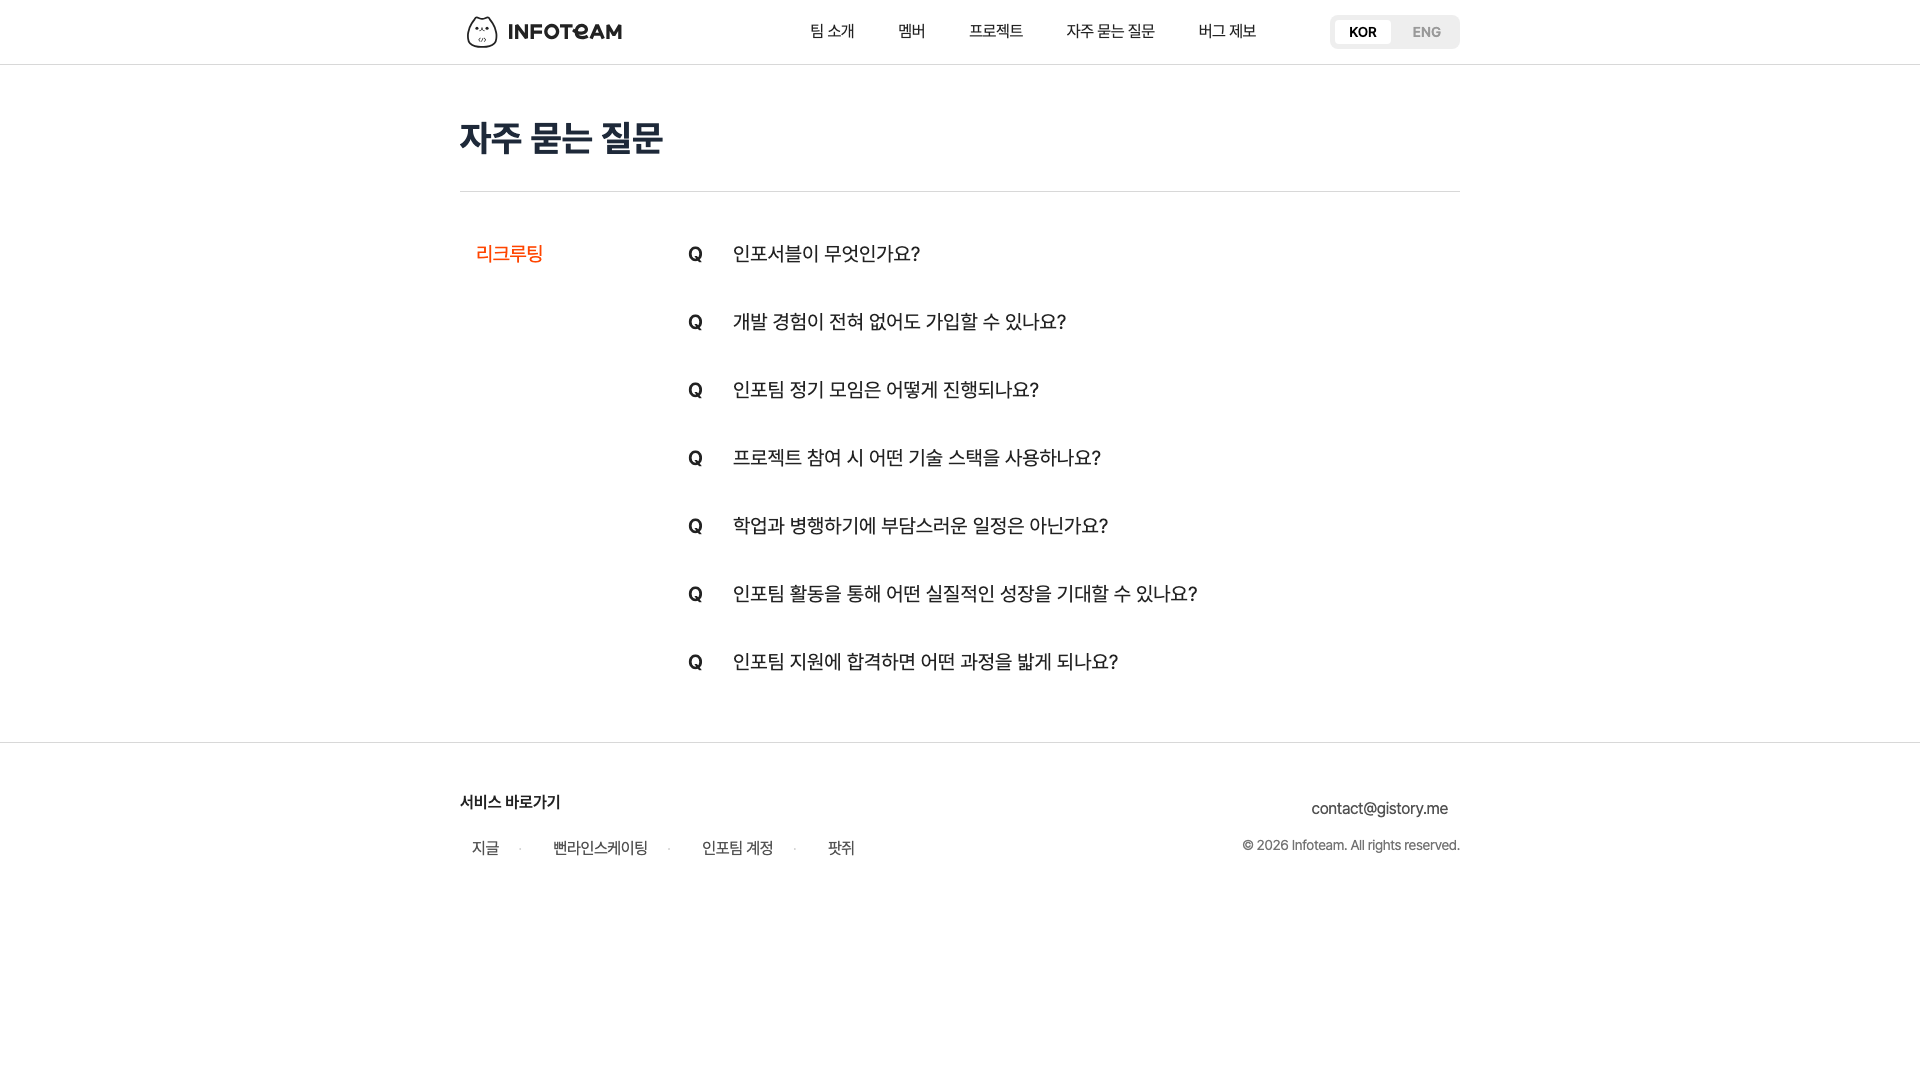 INFOTEAM
팀 소개
멤버
프로젝트
자주 묻는 질문
버그 제보
KOR
ENG
자주 묻는 질문
리크루팅
Q 인포서블이 무엇인가요?
Q 개발 경험이 전혀 없어도 가입할 수 있나요?
Q 인포팀 정기 모임은 어떻게 진행되나요?
Q 프로젝트 참여 시 어떤 기술 스택을 사용하나요?
Q 학업과 병행하기에 부담스러운 일정은 아닌가요?
Q 인포팀 활동을 통해 어떤 실질적인 성장을 기대할 수 있나요?
Q 인포팀 지원에 합격하면 어떤 과정을 밟게 되나요?
서비스 바로가기
지글 · 뻔라인스케이팅 · 인포팀 계정 · 팟쥐
contact@gistory.me
© 2026 Infoteam. All rights reserved.